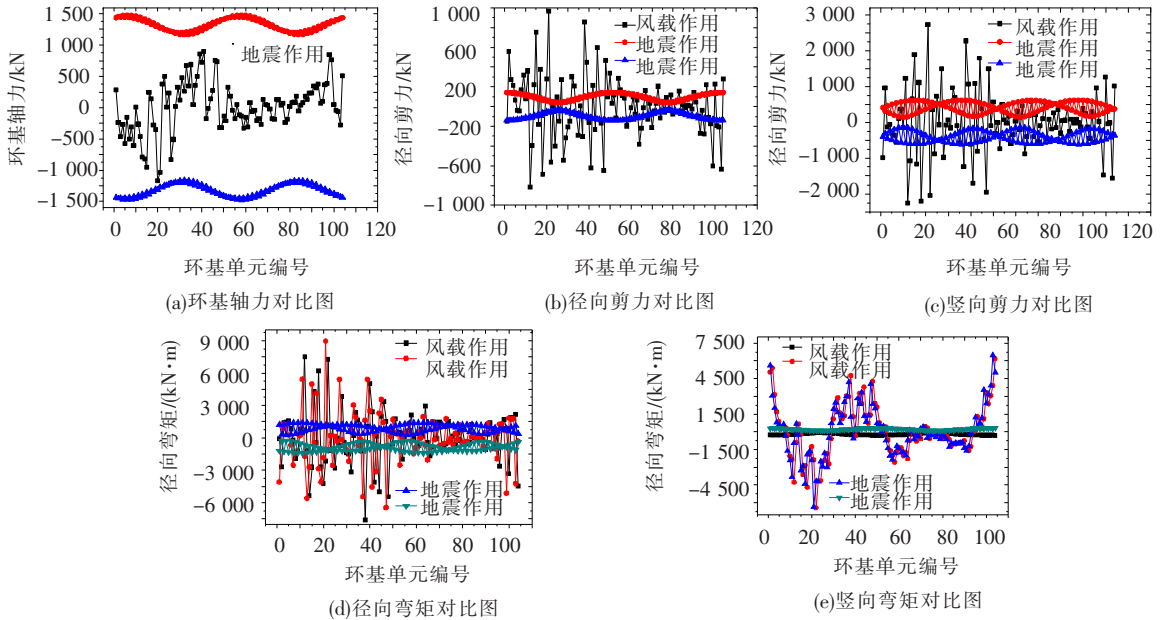 环基轴力/kN
1 500
1 000
500
0
−500
−1 000
−1 500
地震作用
0 20 40 60 80 100 120
环基单元编号
(a)环基轴力对比图
径向剪力/kN
1 000
600
200
−200
−600
−1 000
风载作用
地震作用
地震作用
0 20 40 60 80 100 120
环基单元编号
(b)径向剪力对比图
径向剪力/kN
3 000
2 000
1 000
0
−1 000
−2 000
风载作用
地震作用
地震作用
0 20 40 60 80 100 120
环基单元编号
(c)竖向剪力对比图
径向弯矩/(kN·m)
9 000
6 000
3 000
0
−3 000
−6 000
风载作用
风载作用
地震作用
地震作用
0 20 40 60 80 100
环基单元编号
(d)径向弯矩对比图
径向弯矩/(kN·m)
7 500
4 500
1 500
−1 500
−4 500
风载作用
风载作用
地震作用
地震作用
0 20 40 60 80 100
环基单元编号
(e)竖向弯矩对比图